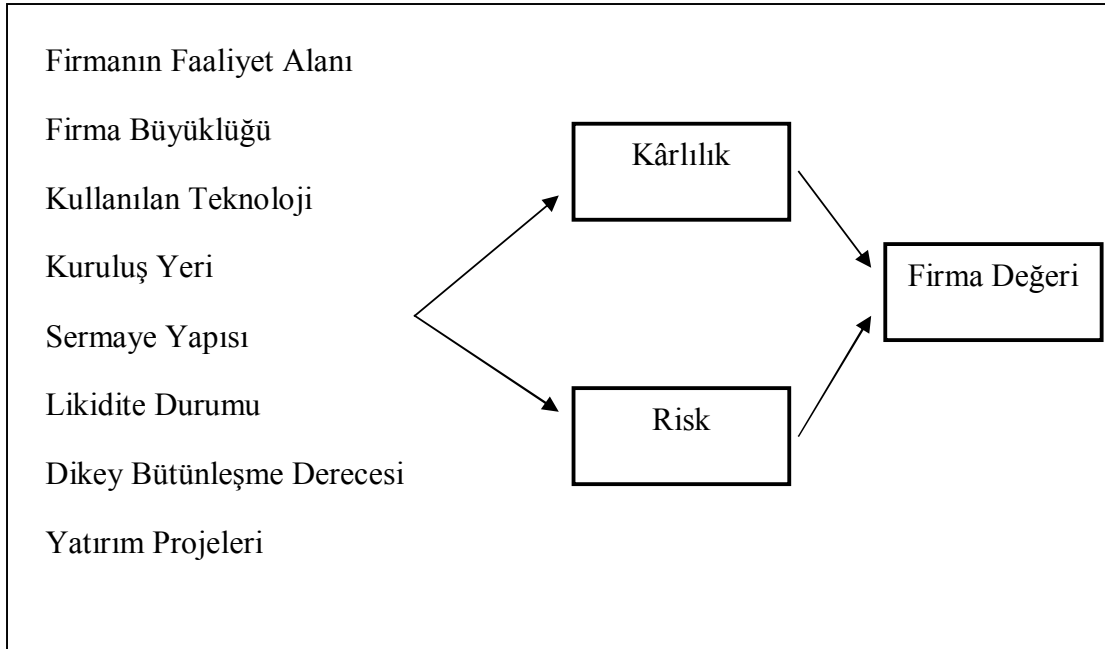 Firmanın Faaliyet Alanı
Firma Büyüklüğü
Kullanılan Teknoloji
Kuruluş Yeri
Sermaye Yapısı
Likidite Durumu
Dikey Bütünleşme Derecesi
Yatırım Projeleri
Kârlılık
Risk
Firma Değeri